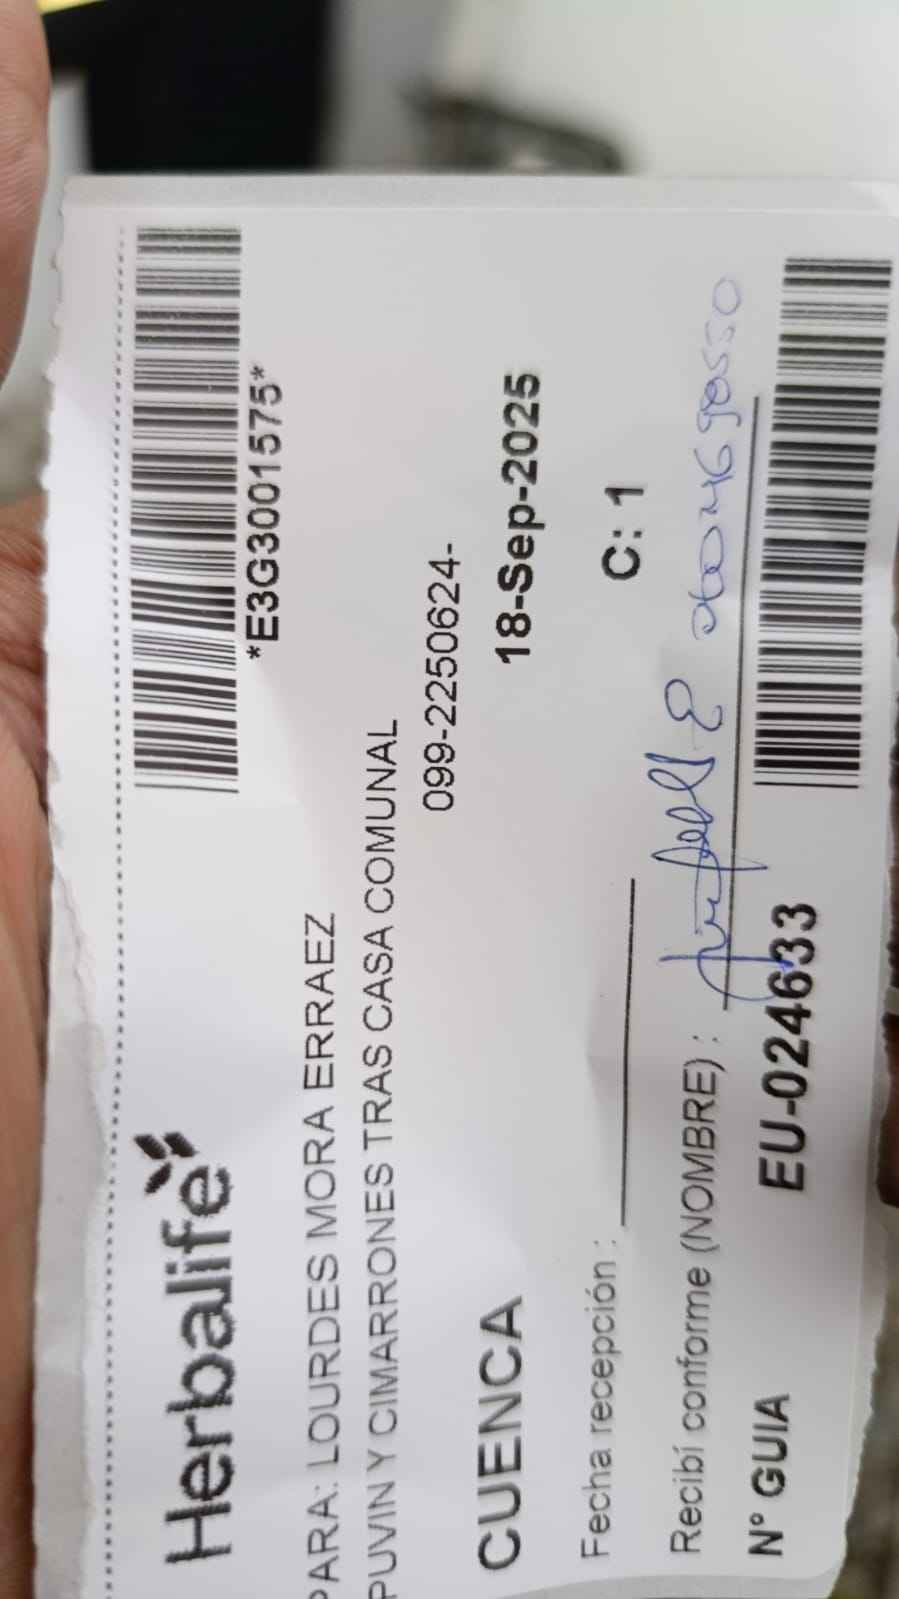 Herbalife
*E3G3001575*
PARA: LOURDES MORA ERRAEZ
PUVIN Y CIMARRONES TRAS CASA COMUNAL
099-2250624-
CUENCA
18-Sep-2025
Fecha recepción :
C: 1
Recibí conforme (NOMBRE) :
N° GUIA EU-024633